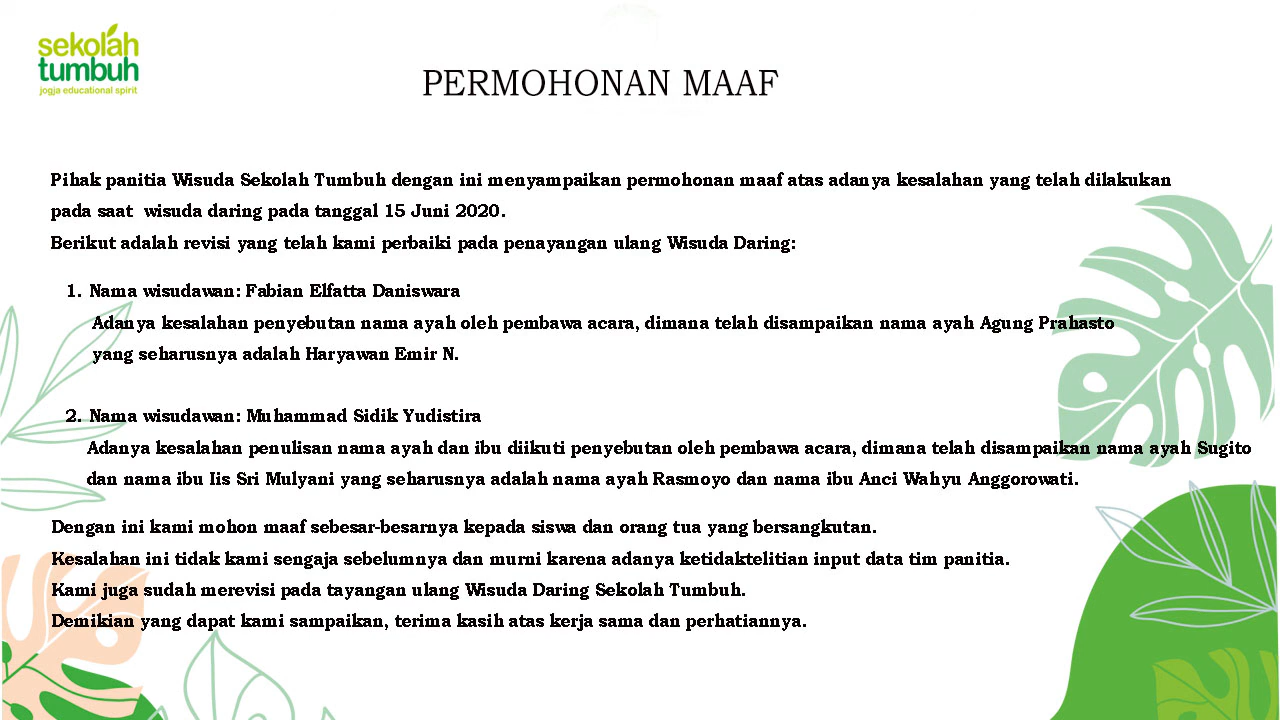 sekolah
tumbuh
jogja educational spirit
PERMOHONAN MAAF
Pihak panitia Wisuda Sekolah Tumbuh dengan ini menyampaikan permohonan maaf atas adanya kesalahan yang telah dilakukan
pada saat wisuda daring pada tanggal 15 Juni 2020.
Berikut adalah revisi yang telah kami perbaiki pada penayangan ulang Wisuda Daring:
1. Nama wisudawan: Fabian Elfatta Daniswara
Adanya kesalahan penyebutan nama ayah oleh pembawa acara, dimana telah disampaikan nama ayah Agung Prahasto
yang seharusnya adalah Haryawan Emir N.
2. Nama wisudawan: Muhammad Sidik Yudistira
Adanya kesalahan penulisan nama ayah dan ibu diikuti penyebutan oleh pembawa acara, dimana telah disampaikan nama ayah Sugito
dan nama ibu Iis Sri Mulyani yang seharusnya adalah nama ayah Rasmoyo dan nama ibu Anci Wahyu Anggorowati.
Dengan ini kami mohon maaf sebesar-besarnya kepada siswa dan orang tua yang bersangkutan.
Kesalahan ini tidak kami sengaja sebelumnya dan murni karena adanya ketidaktelitian input data tim panitia.
Kami juga sudah merevisi pada tayangan ulang Wisuda Daring Sekolah Tumbuh.
Demikian yang dapat kami sampaikan, terima kasih atas kerja sama dan perhatiannya.